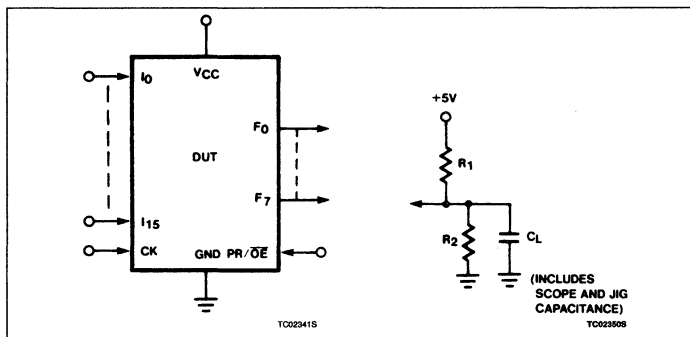 VCC
I0
F0
DUT
F7
I15
CK
GND PR/OE
TC02341S
+5V
R1
R2
CL
(INCLUDES
SCOPE AND JIG
CAPACITANCE)
TC02350S